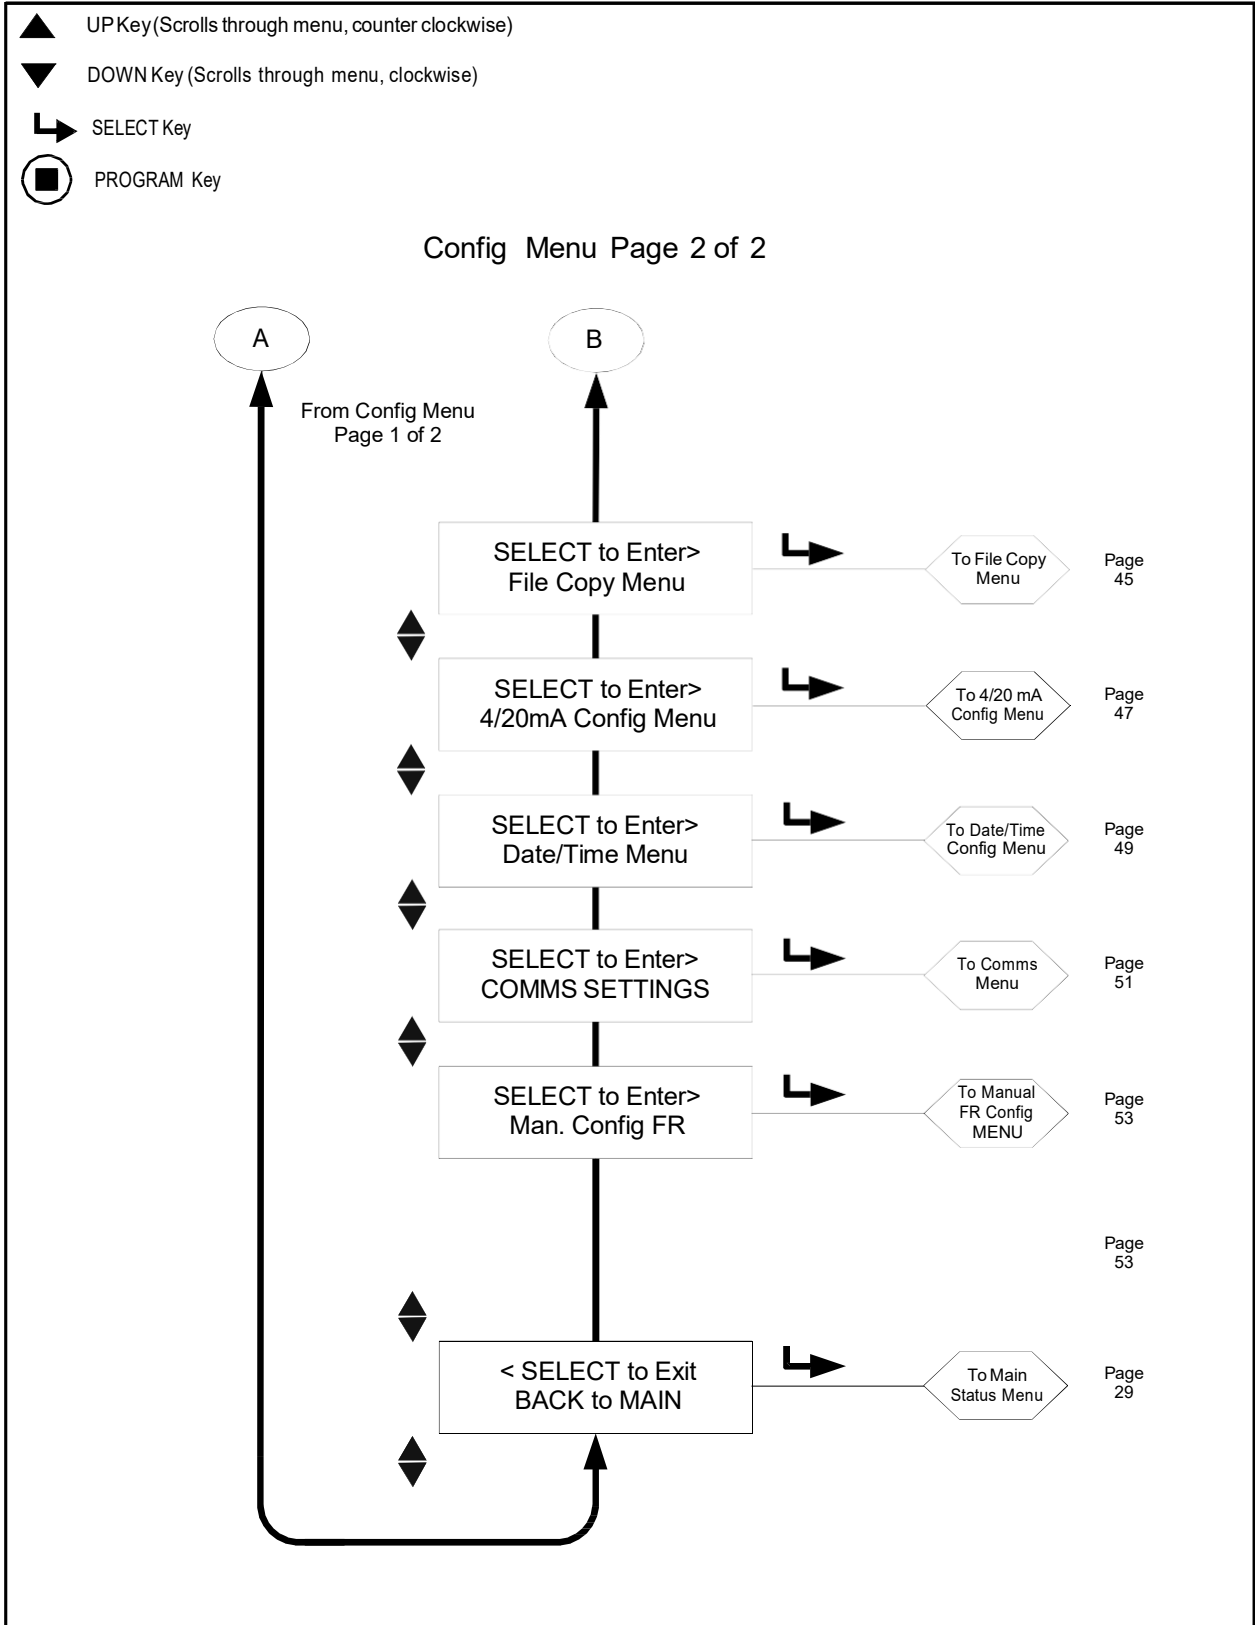 UP Key (Scrolls through menu, counter clockwise)
DOWN Key (Scrolls through menu, clockwise)
SELECT Key
PROGRAM Key
Config Menu Page 2 of 2
A
B
From Config Menu
Page 1 of 2
SELECT to Enter>
File Copy Menu
To File Copy
Menu
Page
45
SELECT to Enter>
4/20mA Config Menu
To 4/20 mA
Config Menu
Page
47
SELECT to Enter>
Date/Time Menu
To Date/Time
Config Menu
Page
49
SELECT to Enter>
COMMS SETTINGS
To Comms
Menu
Page
51
SELECT to Enter>
Man. Config FR
To Manual
FR Config
MENU
Page
53
Page
53
< SELECT to Exit
BACK to MAIN
To Main
Status Menu
Page
29